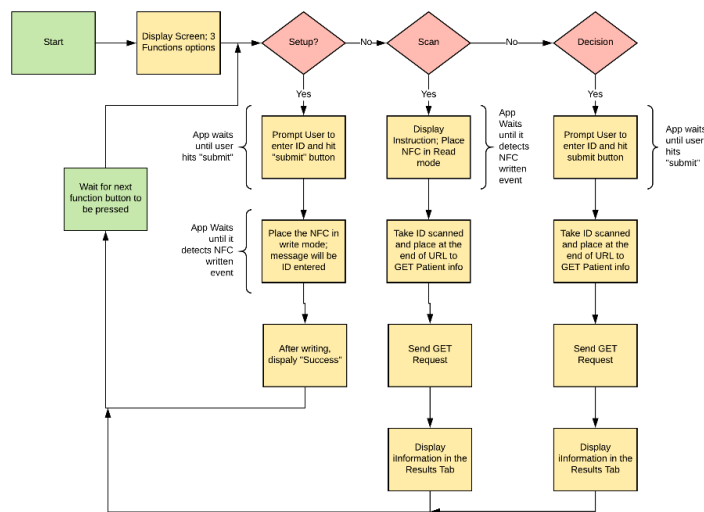 Start
Display Screen; 3
Functions options
Setup?
No
Scan
No
Decision
Yes
Yes
Yes
App waits
until user
hits "submit"
Prompt User to
enter ID and hit
"submit" button
Display
Instruction; Place
NFC in Read
mode
App
Waits
until it
detects
NFC
written
event
Prompt User to
enter ID and hit
submit button
App waits
until user
hits
"submit"
Wait for next
function button to
be pressed
App Waits
until it
detects NFC
written
event
Place the NFC in
write mode;
message will be
ID entered
Take ID scanned
and place at the
end of URL to
GET Patient info
Take ID scanned
and place at the
end of URL to
GET Patient info
After writing,
dispaly "Success"
Send GET
Request
Send GET
Request
Display
iInformation in the
Results Tab
Display
iInformation in the
Results Tab